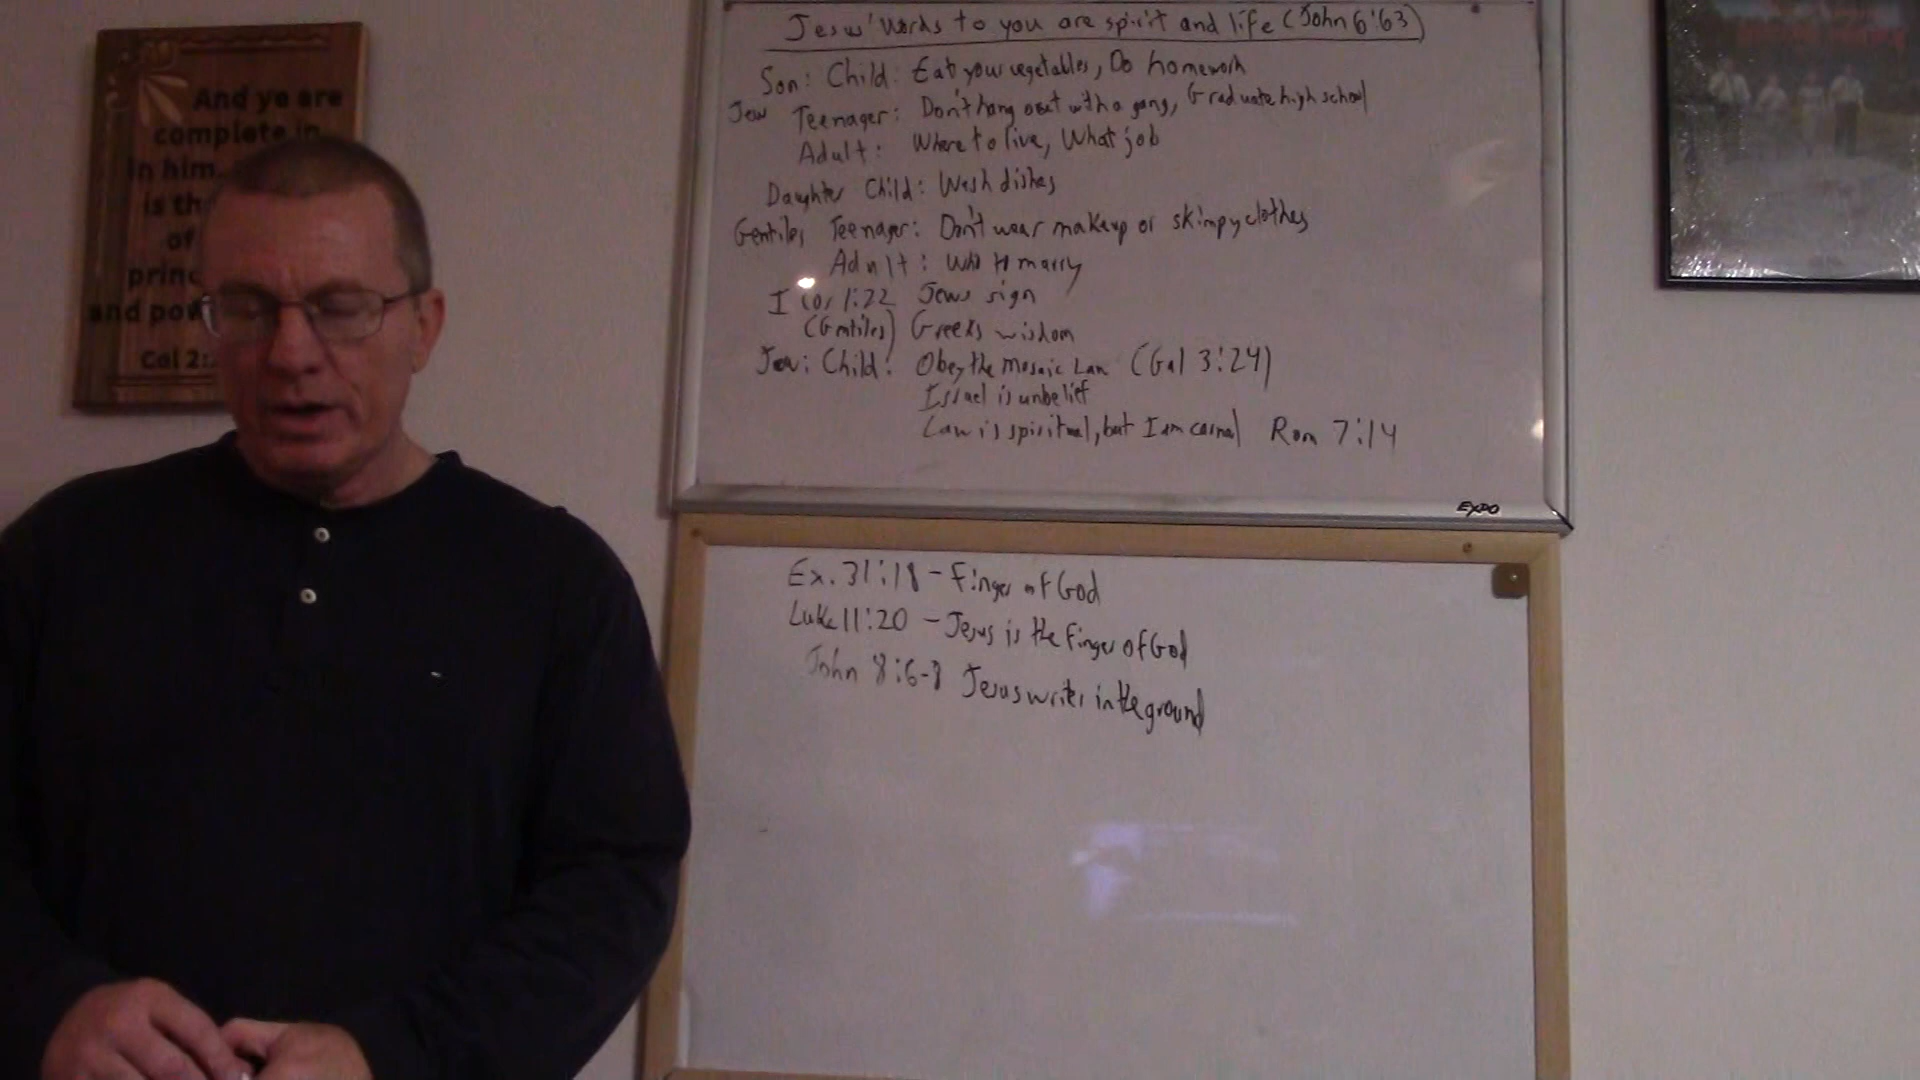 And ye are
complete in
in him.
is th
of
princ
and pow
Col 2:
Jesus' words to you are spirit and life (John 6:63)
Son: Child: Eat your vegetables, Do homework
Jew Teenager: Don't hang out with a gang, Graduate high school
Adult: Where to live, What job
Daughter Child: Wash dishes
Gentiles Teenager: Don't wear makeup or skimpy clothes
Adult: Who to marry
I Cor 1:22 Jews sign
(Gentiles) Greeks wisdom
Jew: Child: Obey the Mosaic Law (Gal 3:24)
Israel is unbelief
Law is spiritual, but I am carnal Rom 7:14
EXPO
Ex. 31:18 - Finger of God
Luke 11:20 - Jesus is the Finger of God
John 8:6-8 Jesus writes in the ground